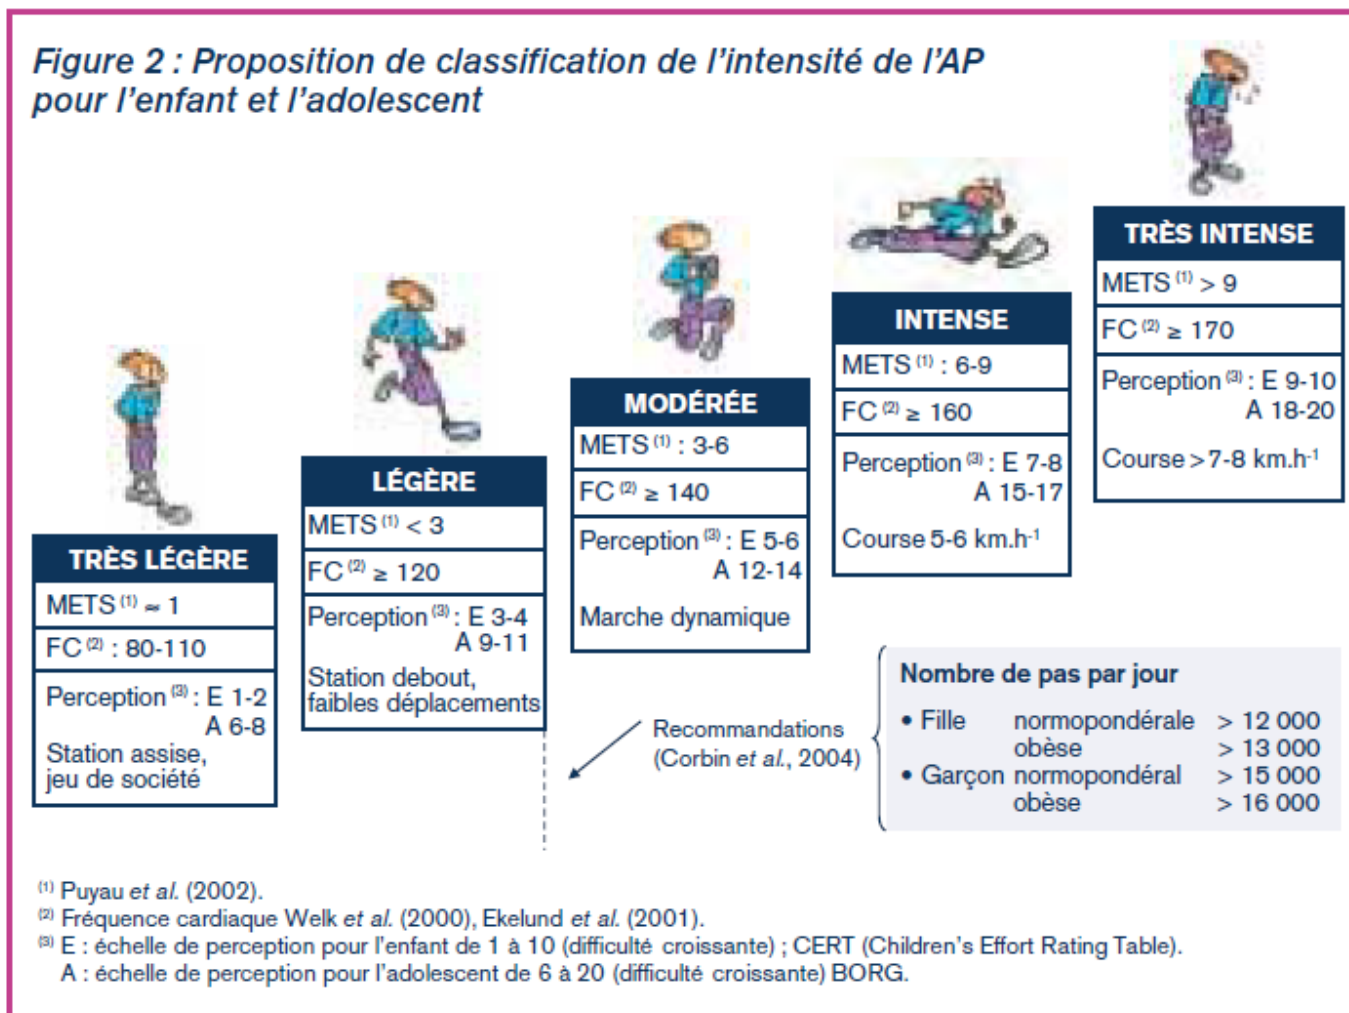 Figure 2 : Proposition de classification de l'intensité de l'AP
pour l'enfant et l'adolescent
TRÈS LÉGÈRE
METS (1) ≈ 1
FC (2) : 80-110
Perception (3) : E 1-2
A 6-8
Station assise,
jeu de société
LÉGÈRE
METS (1) < 3
FC (2) ≥ 120
Perception (3) : E 3-4
A 9-11
Station debout,
faibles déplacements
MODÉRÉE
METS (1) : 3-6
FC (2) ≥ 140
Perception (3) : E 5-6
A 12-14
Marche dynamique
INTENSE
METS (1) : 6-9
FC (2) ≥ 160
Perception (3) : E 7-8
A 15-17
Course 5-6 km.h-1
TRÈS INTENSE
METS (1) > 9
FC (2) ≥ 170
Perception (3) : E 9-10
A 18-20
Course > 7-8 km.h-1
Recommandations
(Corbin et al., 2004)
Nombre de pas par jour
• Fille normopondérale > 12 000
obèse > 13 000
• Garçon normopondéral > 15 000
obèse > 16 000
(1) Puyau et al. (2002).
(2) Fréquence cardiaque Welk et al. (2000), Ekelund et al. (2001).
(3) E : échelle de perception pour l'enfant de 1 à 10 (difficulté croissante) ; CERT (Children's Effort Rating Table).
A : échelle de perception pour l'adolescent de 6 à 20 (difficulté croissante) BORG.